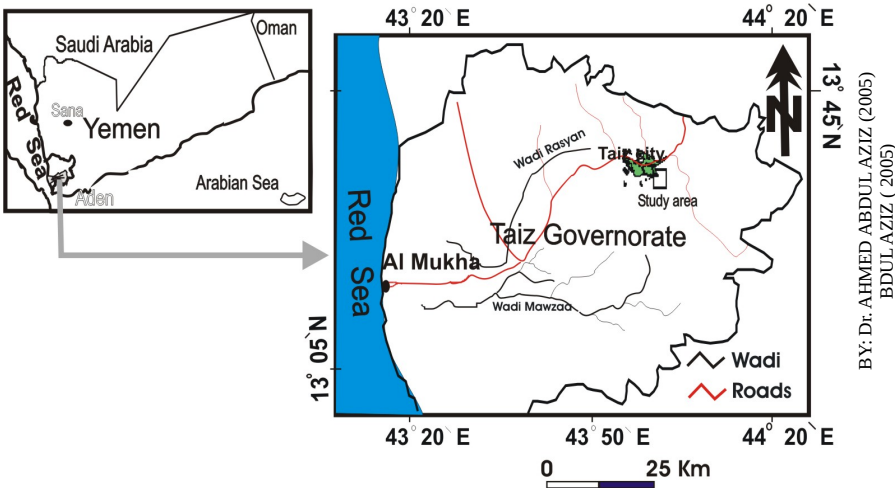 Saudi Arabia
Oman
Red Sea
Sana
Yemen
Aden
Arabian Sea
43° 20` E
44° 20` E
13° 45`N
N
Wadi Rasyan
Taiz city
Study area
Red Sea
Taiz Governorate
Al Mukha
Wadi Mawzaa
13° 05`N
Wadi
Roads
43° 20` E
43° 50` E
44° 20` E
0
25 Km
BY: Dr. AHMED ABDUL AZIZ (2005)
BDUL AZIZ ( 2005)